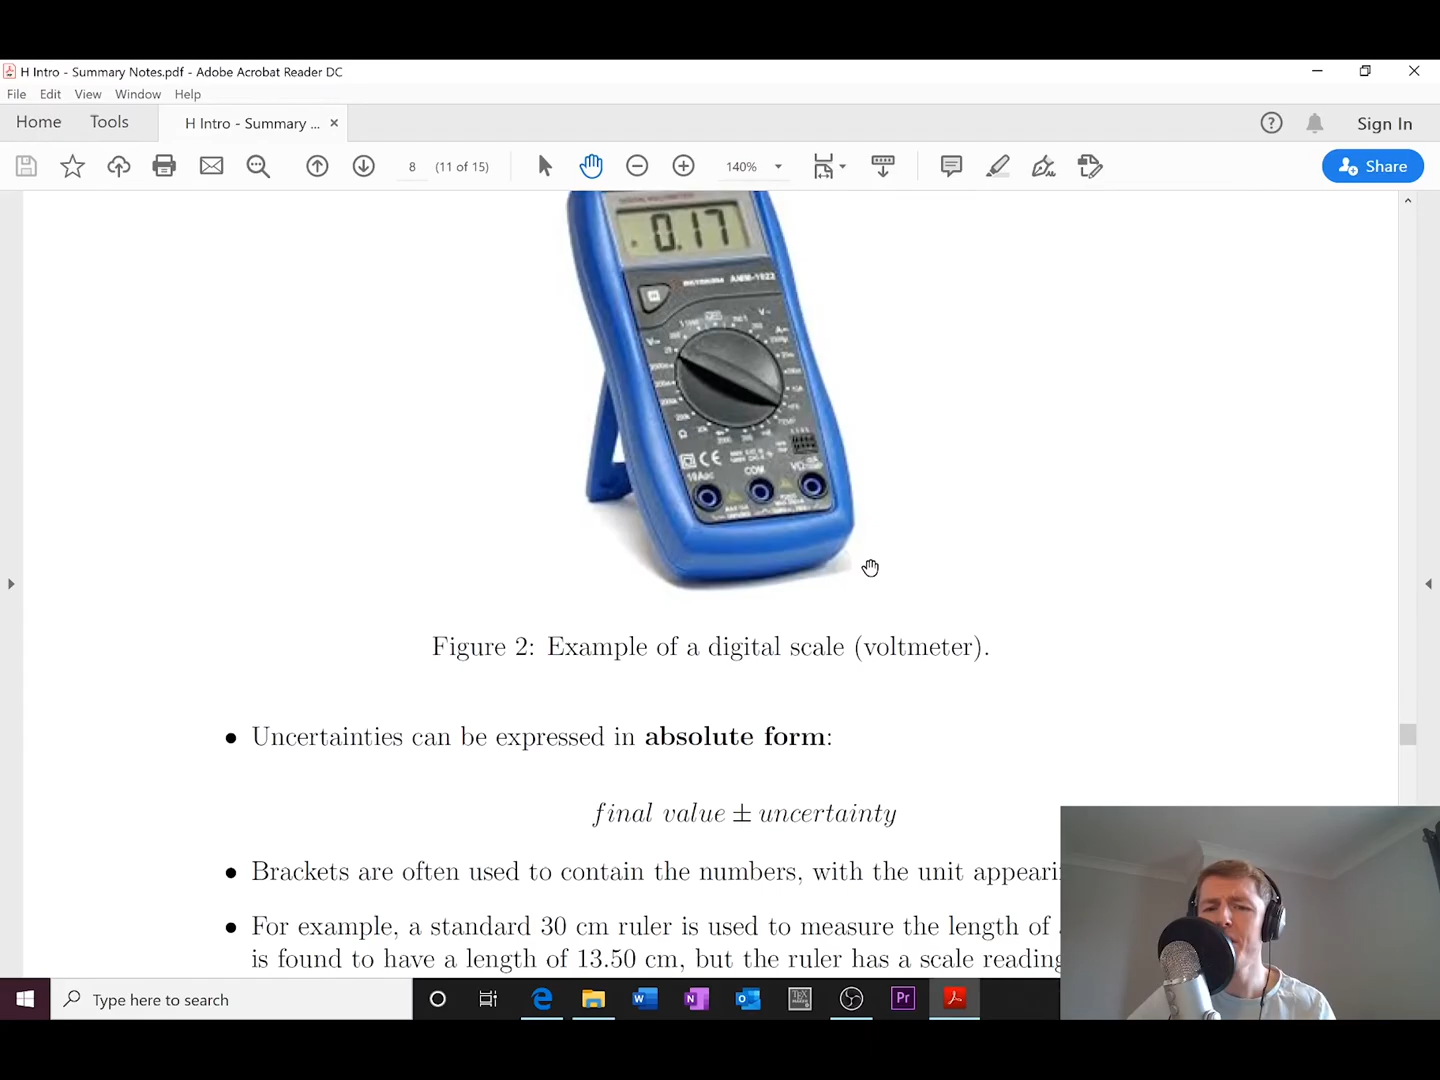 H Intro - Summary Notes.pdf - Adobe Acrobat Reader DC
File Edit View Window Help
Home Tools H Intro - Summary ... × Sign In
8 (11 of 15) 140% Share
0.17
COM
Figure 2: Example of a digital scale (voltmeter).
• Uncertainties can be expressed in absolute form:
final value ± uncertainty
• Brackets are often used to contain the numbers, with the unit appeari
• For example, a standard 30 cm ruler is used to measure the length of
is found to have a length of 13.50 cm, but the ruler has a scale reading
Type here to search